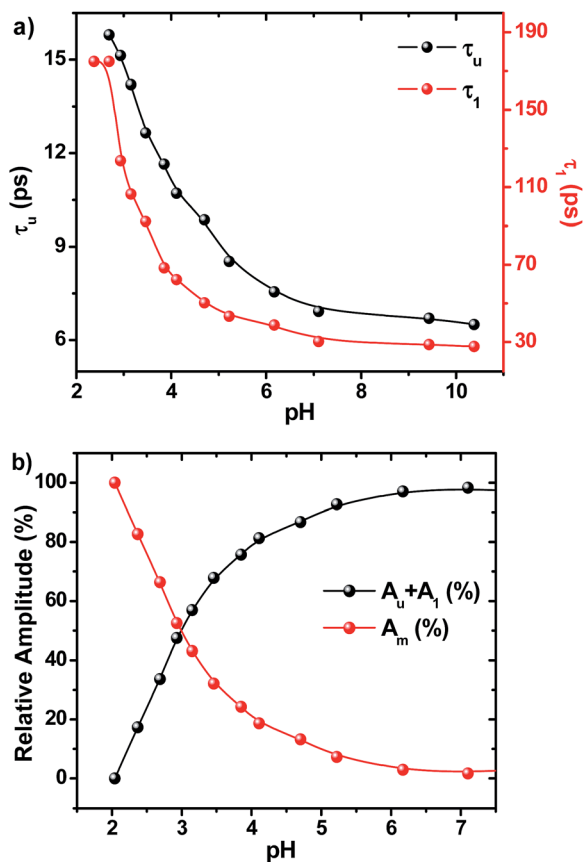 a)
τu
τ1
15
12
9
6
τu (ps)
190
150
110
70
30
τ1 (ps)
2 4 6 8 10
pH
b)
100
80
60
40
20
0
Relative Amplitude (%)
Au+A1 (%)
Am (%)
2 3 4 5 6 7
pH